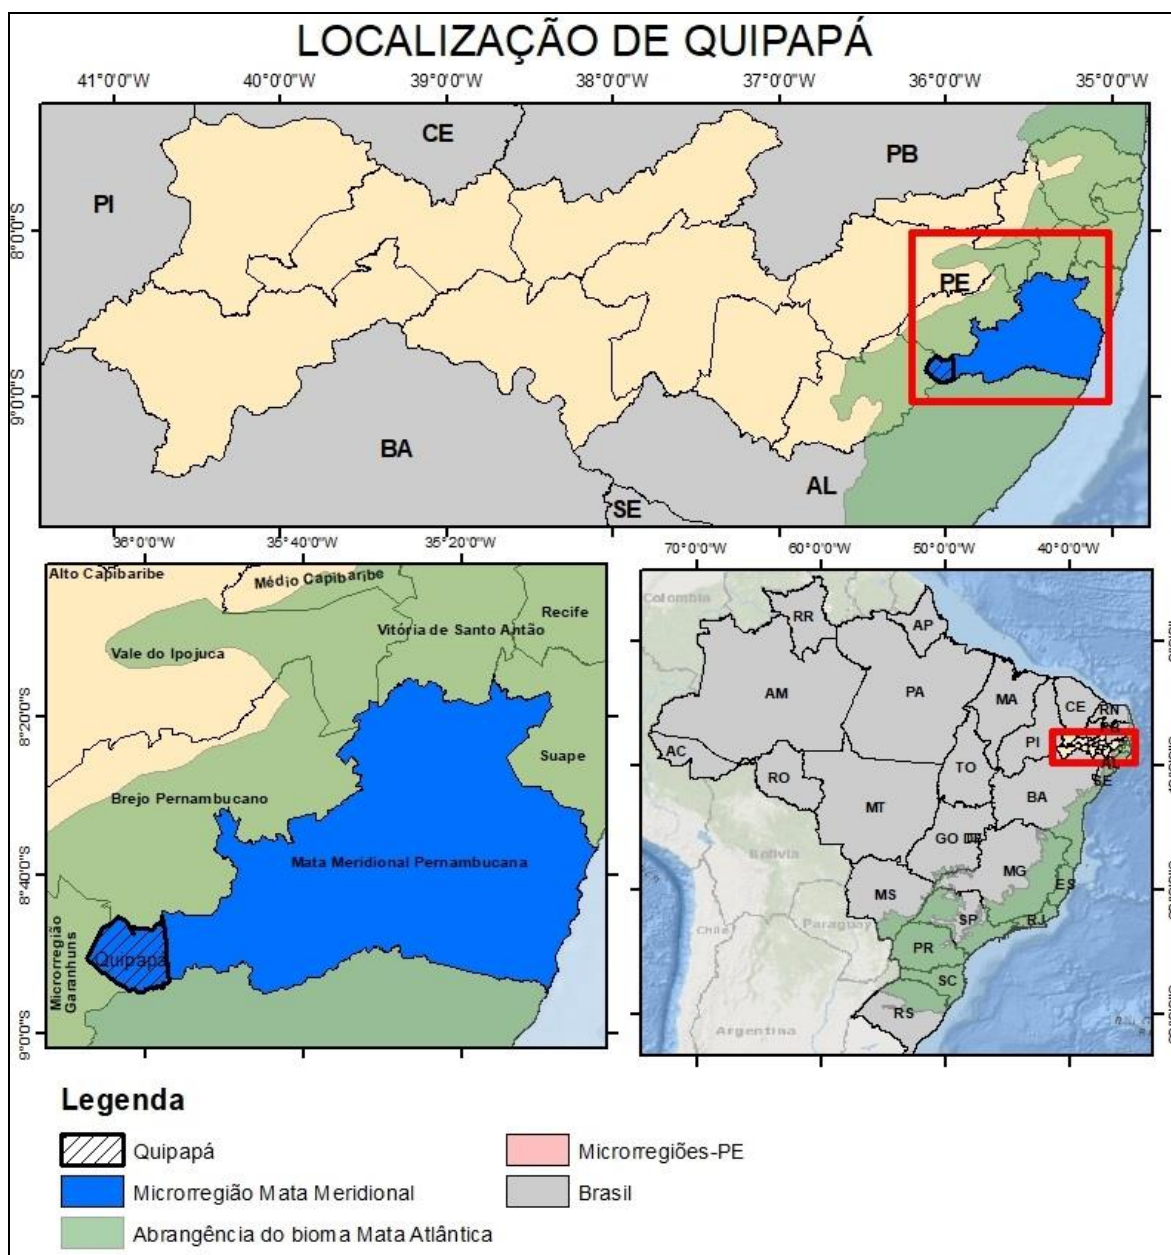 LOCALIZAÇÃO DE QUIPAPÁ
41°0'0"W 40°0'0"W 39°0'0"W 38°0'0"W 37°0'0"W 36°0'0"W 35°0'0"W
8°0'0"S
9°0'0"S
CE
PB
PI
PE
BA
AL
SE
36°0'0"W 35°40'0"W 35°20'0"W
8°20'0"S
8°40'0"S
9°0'0"S
Alto Capibaribe
Médio Capibaribe
Recife
Vitória de Santo Antão
Vale do Ipojuca
Suape
Brejo Pernambucano
Mata Meridional Pernambucana
Microrregião
Garanhuns
Quipapá
70°0'0"W 60°0'0"W 50°0'0"W 40°0'0"W
Colombia
RR AP
AM PA MA CE RN
PB
AC PI
TO AL
RO SE
BA
MT
GO DF
Bolivia MG
MS ES
SP
Paraguay RJ
Chile PR
SC
RS
Argentina
Legenda
Quipapá
Microrregiões-PE
Microrregião Mata Meridional
Brasil
Abrangência do bioma Mata Atlântica